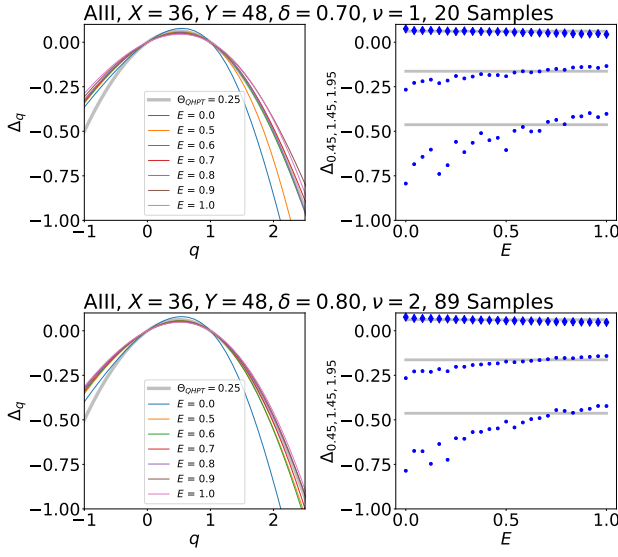 AIII, X = 36, Y = 48, δ = 0.70, ν = 1, 20 Samples
Δq
0.00
−0.25
−0.50
−0.75
−1.00
Θ_QHPT = 0.25
E = 0.0
E = 0.5
E = 0.6
E = 0.7
E = 0.8
E = 0.9
E = 1.0
−1
0
1
2
q
Δ0.45, 1.45, 1.95
0.00
−0.25
−0.50
−0.75
−1.00
0.0
0.5
1.0
E
AIII, X = 36, Y = 48, δ = 0.80, ν = 2, 89 Samples
Δq
0.00
−0.25
−0.50
−0.75
−1.00
Θ_QHPT = 0.25
E = 0.0
E = 0.5
E = 0.6
E = 0.7
E = 0.8
E = 0.9
E = 1.0
−1
0
1
2
q
Δ0.45, 1.45, 1.95
0.00
−0.25
−0.50
−0.75
−1.00
0.0
0.5
1.0
E